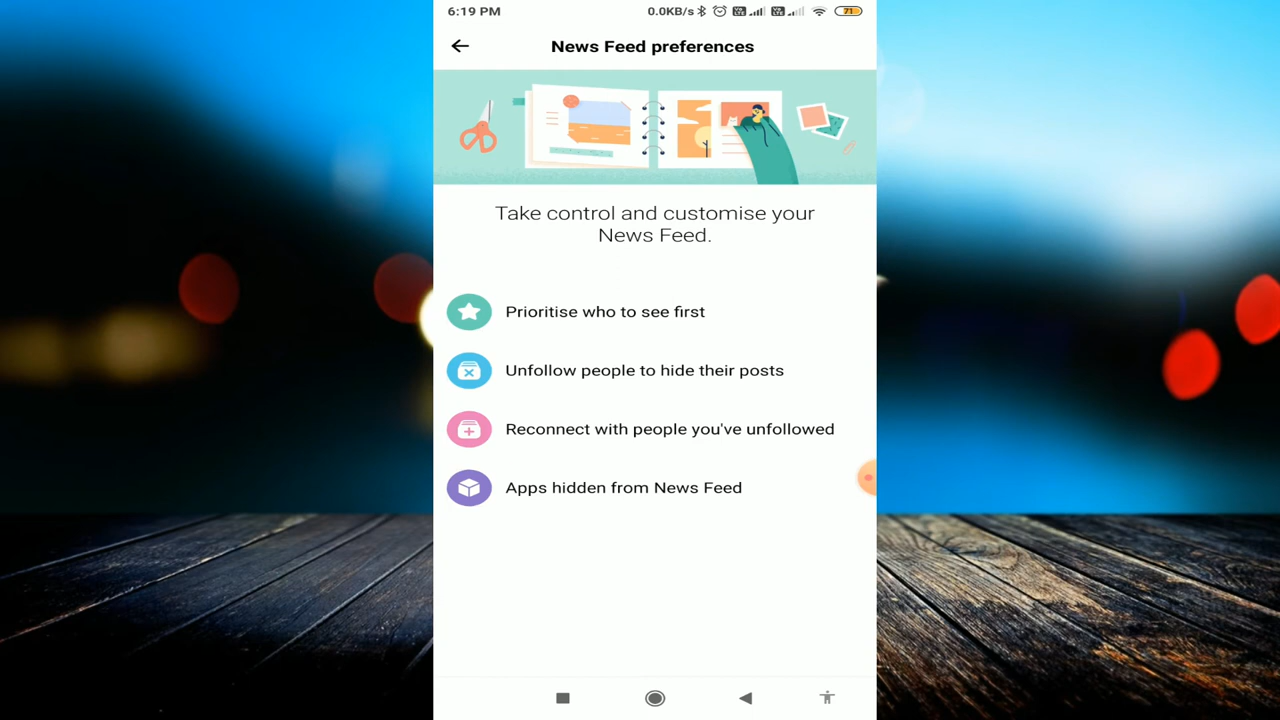 6:19 PM 0.0KB/s 71
News Feed preferences
Take control and customise your
News Feed.
Prioritise who to see first
Unfollow people to hide their posts
Reconnect with people you've unfollowed
Apps hidden from News Feed